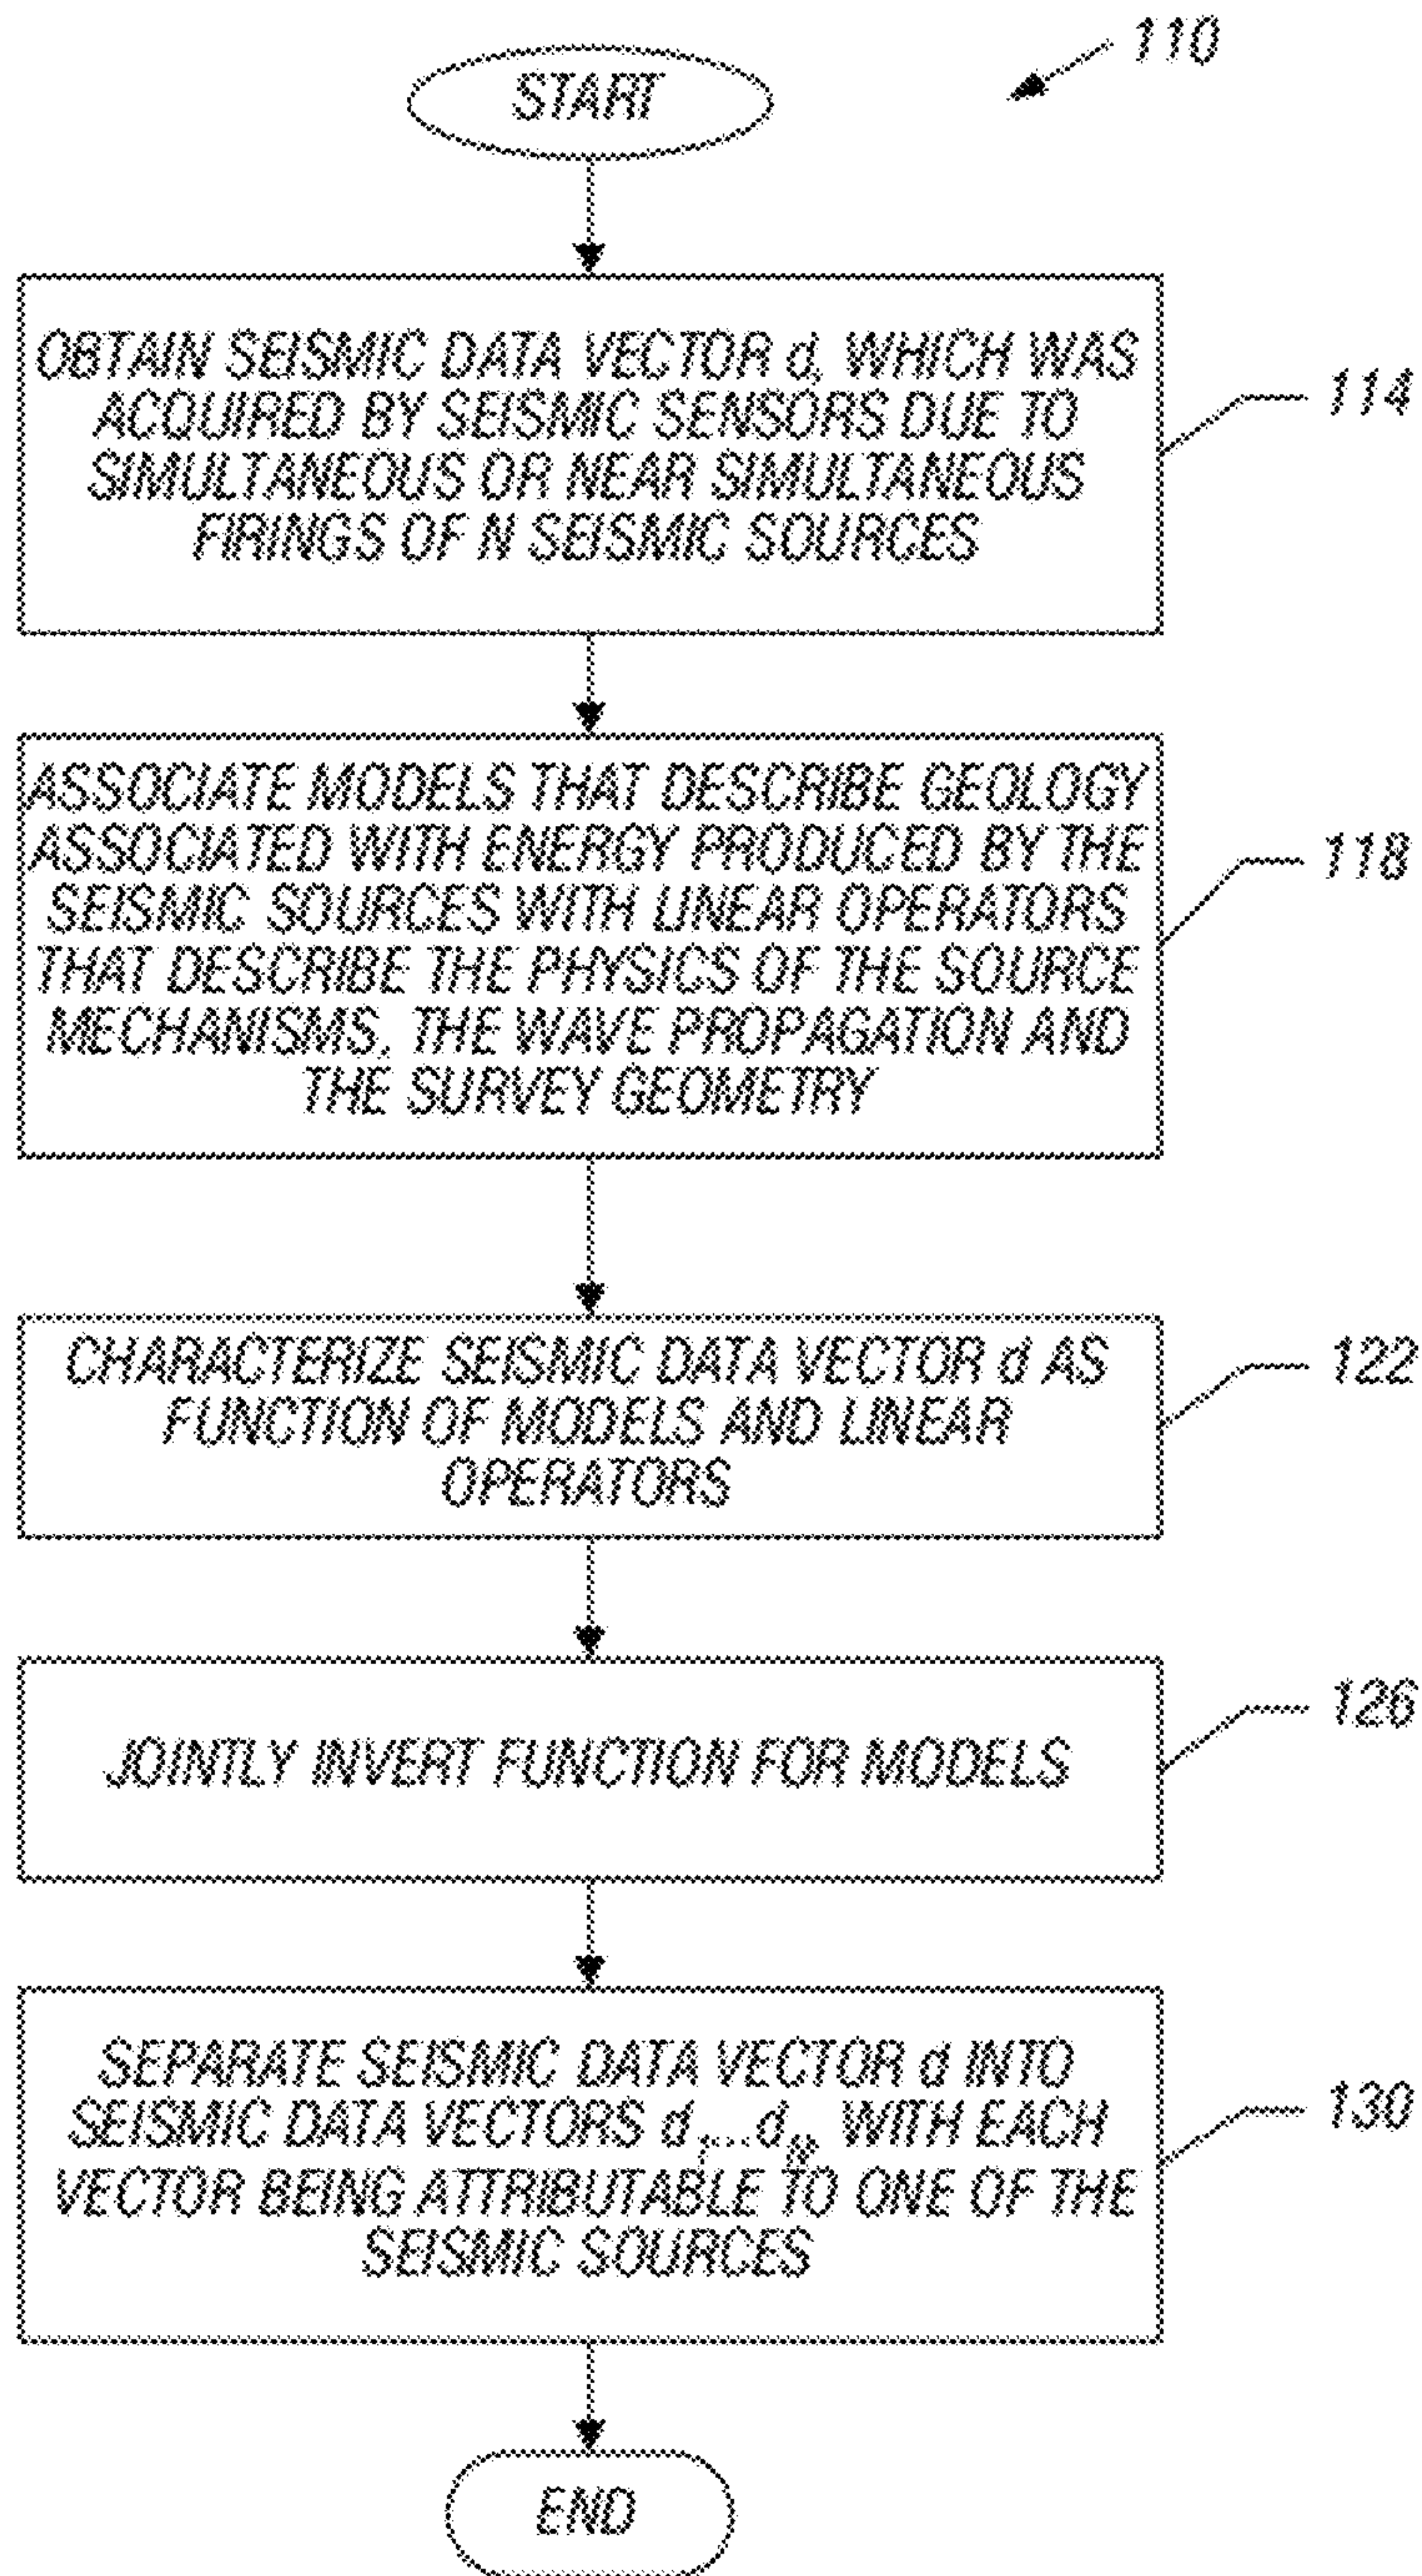 110
START
OBTAIN SEISMIC DATA VECTOR d, WHICH WAS
ACQUIRED BY SEISMIC SENSORS DUE TO
SIMULTANEOUS OR NEAR SIMULTANEOUS
FIRINGS OF N SEISMIC SOURCES
114
ASSOCIATE MODELS THAT DESCRIBE GEOLOGY
ASSOCIATED WITH ENERGY PRODUCED BY THE
SEISMIC SOURCES WITH LINEAR OPERATORS
THAT DESCRIBE THE PHYSICS OF THE SOURCE
MECHANISMS, THE WAVE PROPAGATION AND
THE SURVEY GEOMETRY
118
CHARACTERIZE SEISMIC DATA VECTOR d AS
FUNCTION OF MODELS AND LINEAR
OPERATORS
122
JOINTLY INVERT FUNCTION FOR MODELS
126
SEPARATE SEISMIC DATA VECTOR d INTO
SEISMIC DATA VECTORS d1...dN, WITH EACH
VECTOR BEING ATTRIBUTABLE TO ONE OF THE
SEISMIC SOURCES
130
END